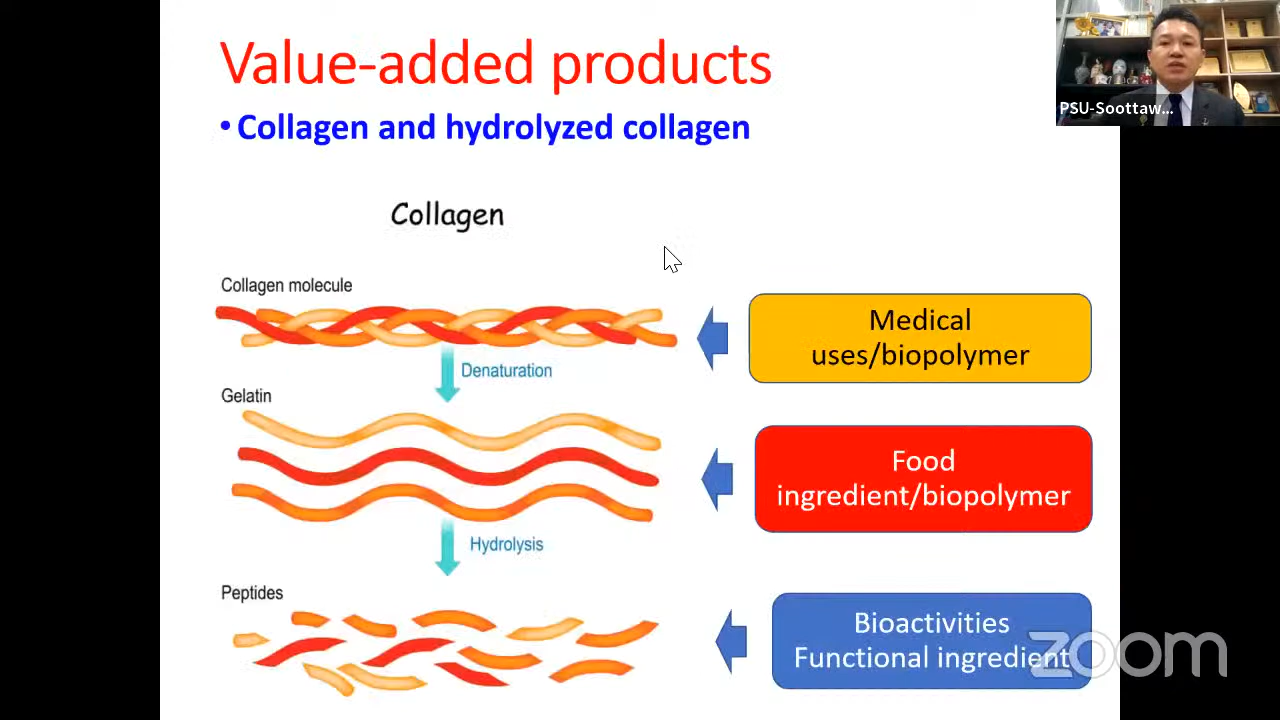 Value-added products
• Collagen and hydrolyzed collagen
PSU-Soottaw...
Collagen
Collagen molecule
Medical
uses/biopolymer
Denaturation
Gelatin
Food
ingredient/biopolymer
Hydrolysis
Peptides
Bioactivities
Functional ingredient
zoom